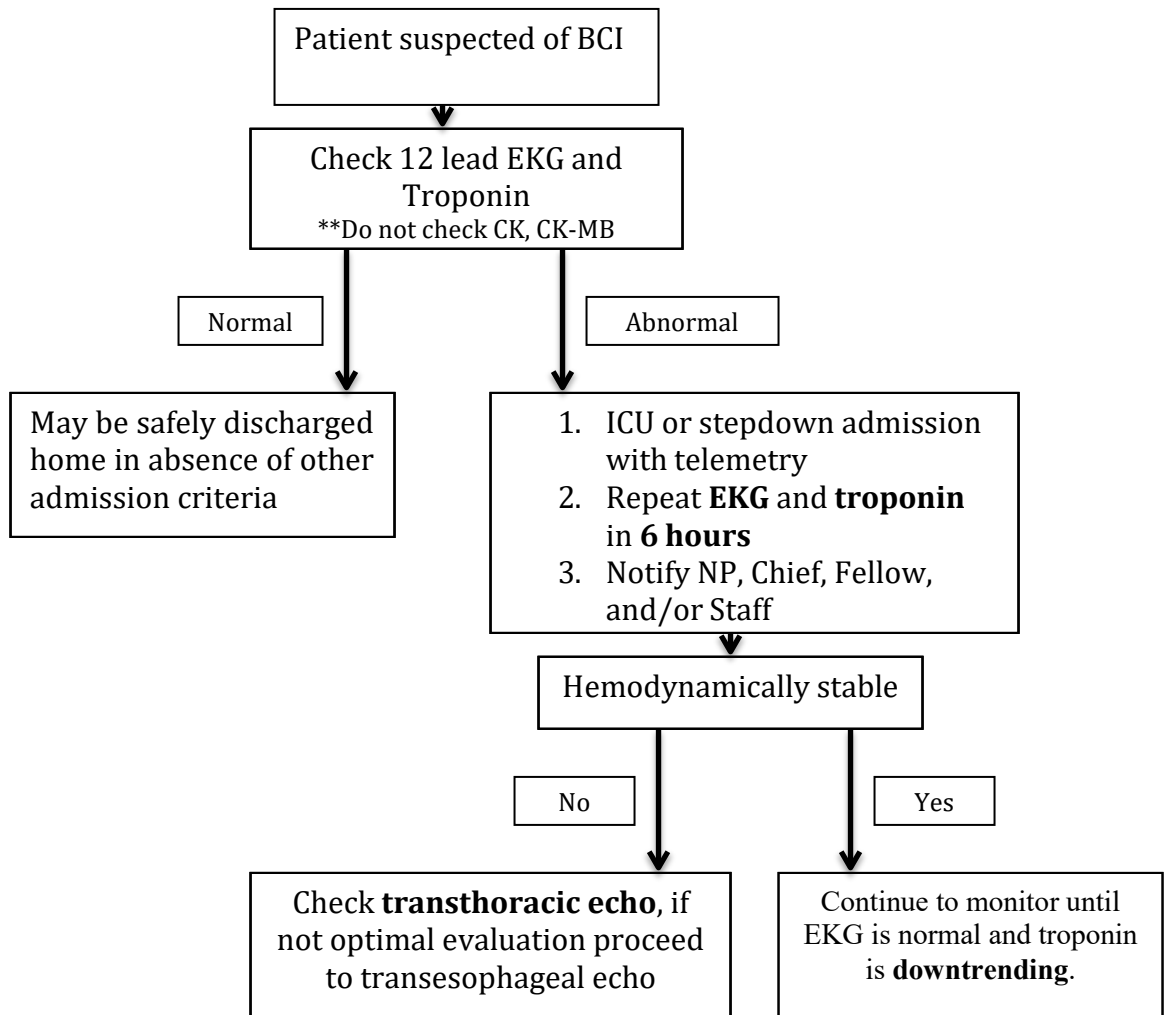 Patient suspected of BCI
Check 12 lead EKG and
Troponin
**Do not check CK, CK-MB
Normal
Abnormal
May be safely discharged
home in absence of other
admission criteria
1. ICU or stepdown admission
with telemetry
2. Repeat EKG and troponin
in 6 hours
3. Notify NP, Chief, Fellow,
and/or Staff
Hemodynamically stable
No
Yes
Check transthoracic echo, if
not optimal evaluation proceed
to transesophageal echo
Continue to monitor until
EKG is normal and troponin
is downtrending.